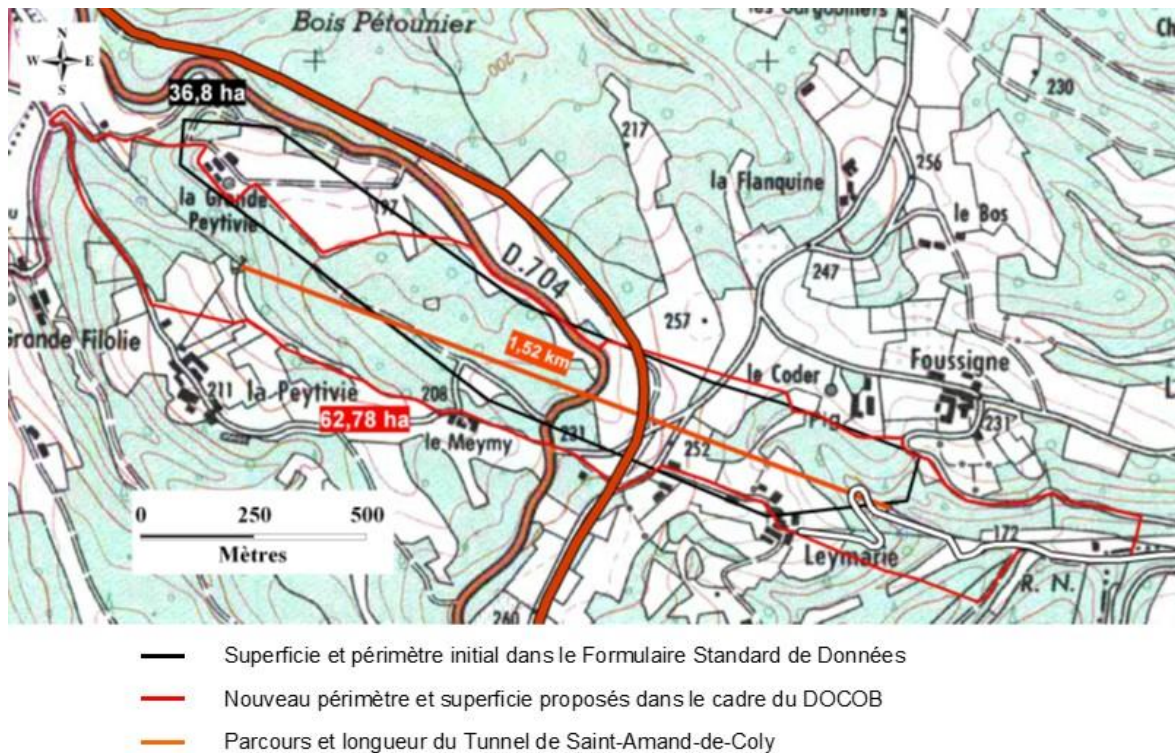 Bois Pétounier
N
W E
S
36,8 ha
200
230
217
256
la Flanquine
le Bos
la Grande
Peytivie
197
D.704
247
257
1,52 km
Grande Filolie
211
la Peytivie
208
le Coder
Foussigne
62,78 ha
le Meymy
231
Pig
231
252
0 250 500
Mètres
172
Leymarie
R. N.
260
Superficie et périmètre initial dans le Formulaire Standard de Données
Nouveau périmètre et superficie proposés dans le cadre du DOCOB
Parcours et longueur du Tunnel de Saint-Amand-de-Coly